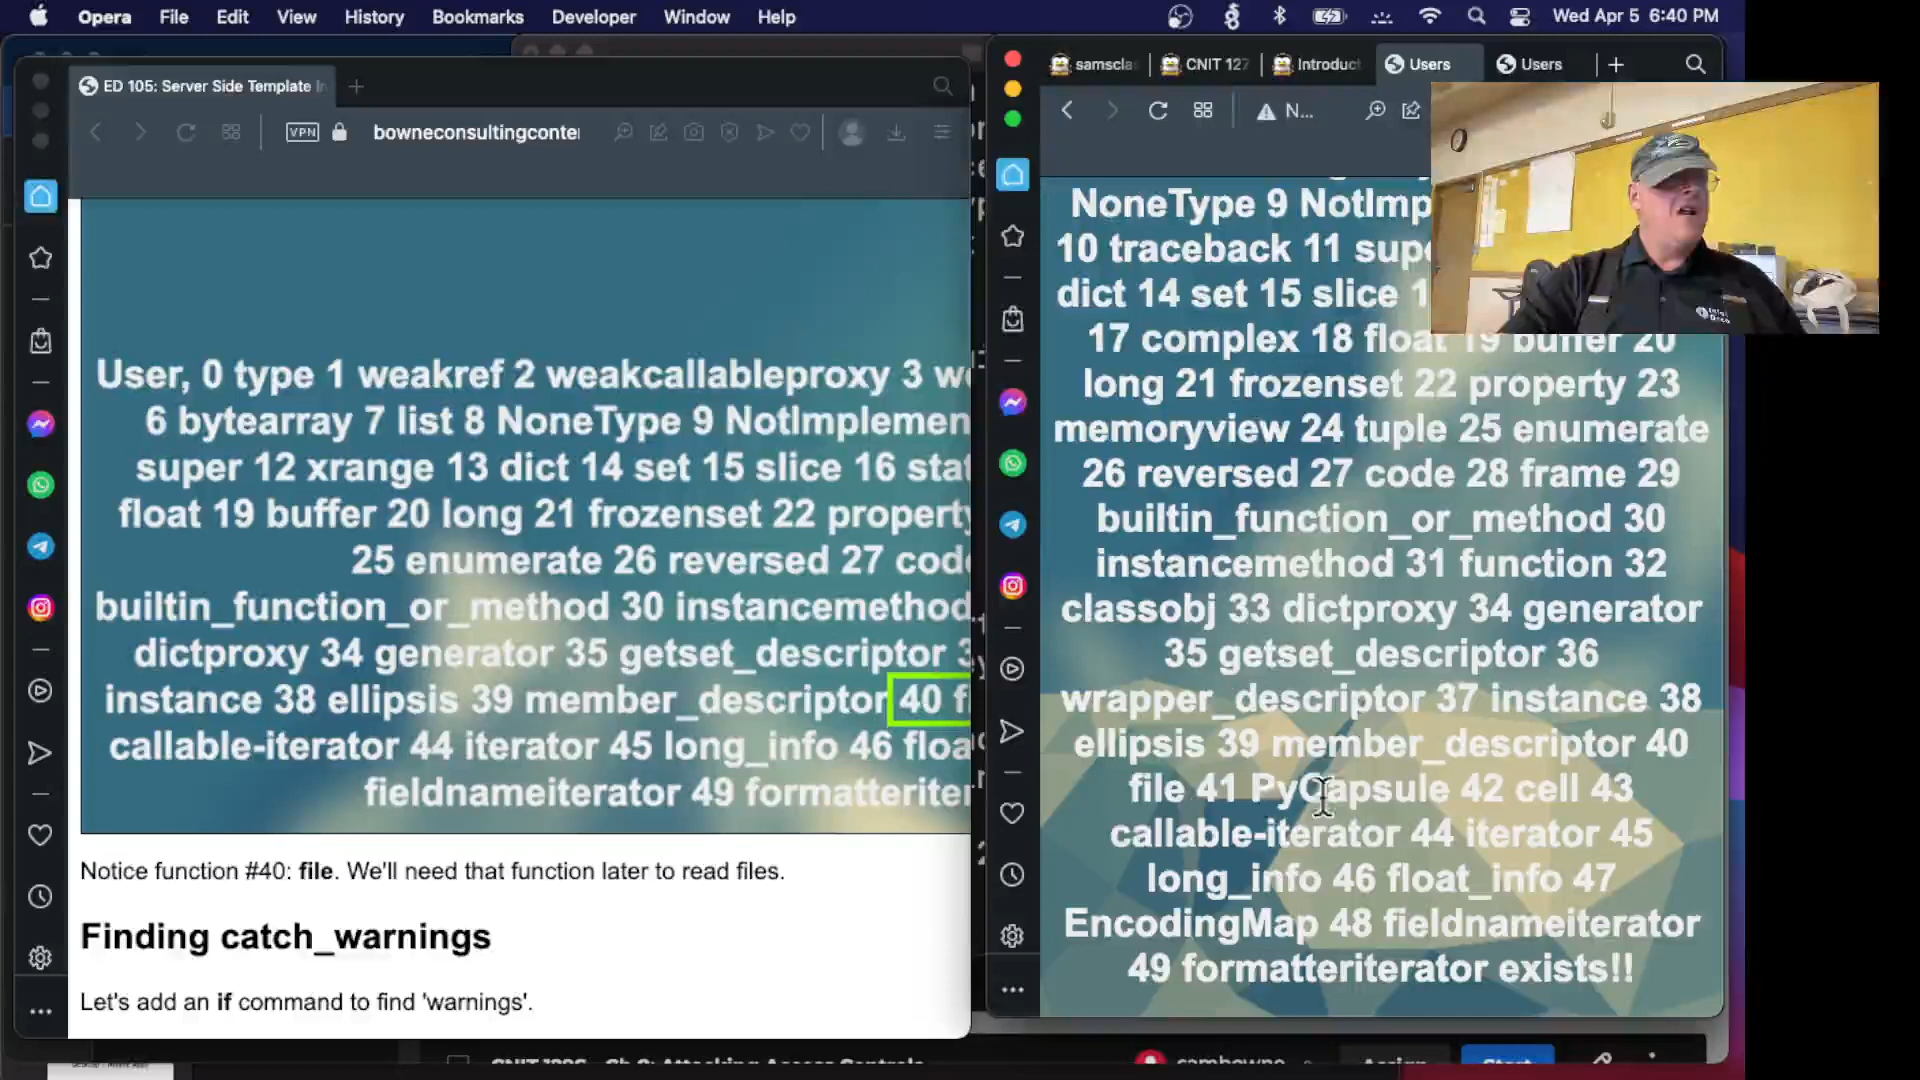 Opera File Edit View History Bookmarks Developer Window Help
Wed Apr 5 6:40 PM
ED 105: Server Side Template In
VPN
bowneconsultingconte
User, 0 type 1 weakref 2 weakcallableproxy 3 we
6 bytearray 7 list 8 NoneType 9 NotImplemen
super 12 xrange 13 dict 14 set 15 slice 16 stat
float 19 buffer 20 long 21 frozenset 22 property
25 enumerate 26 reversed 27 cod
builtin_function_or_method 30 instancemethod
dictproxy 34 generator 35 getset_descriptor 3
instance 38 ellipsis 39 member_descriptor 40 f
callable-iterator 44 iterator 45 long_info 46 floa
fieldnameiterator 49 formatteriter
Notice function #40: file. We'll need that function later to read files.
Finding catch_warnings
Let's add an if command to find 'warnings'.
samscla
CNIT 127
Introduct
Users
Users
N...
NoneType 9 NotImp
10 traceback 11 supe
dict 14 set 15 slice 1
17 complex 18 float 19 buffer 20
long 21 frozenset 22 property 23
memoryview 24 tuple 25 enumerate
26 reversed 27 code 28 frame 29
builtin_function_or_method 30
instancemethod 31 function 32
classobj 33 dictproxy 34 generator
35 getset_descriptor 36
wrapper_descriptor 37 instance 38
ellipsis 39 member_descriptor 40
file 41 PyCapsule 42 cell 43
callable-iterator 44 iterator 45
long_info 46 float_info 47
EncodingMap 48 fieldnameiterator
49 formatteriterator exists!!